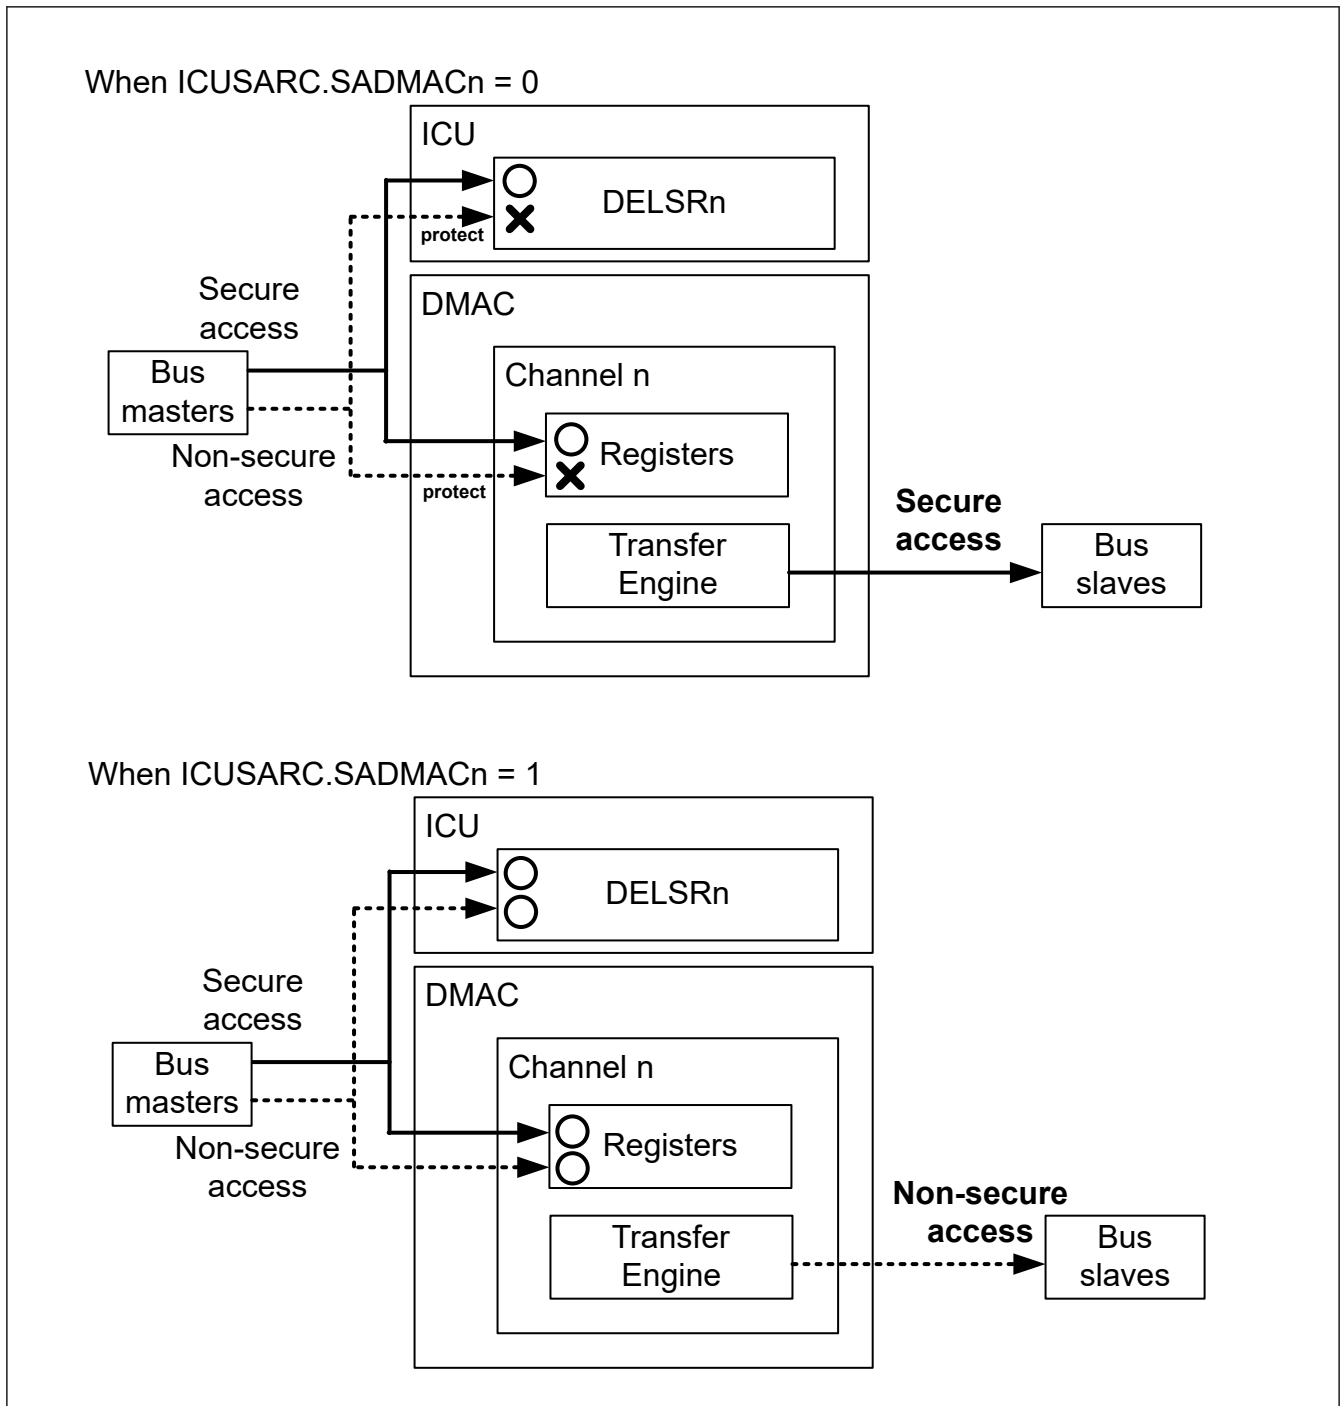 When ICUSARC.SADMACn = 0
ICU
DELSRn
protect
Secure
access
DMAC
Bus
masters
Channel n
Registers
Non-secure
access
protect
Transfer
Engine
Secure
access
Bus
slaves
When ICUSARC.SADMACn = 1
ICU
DELSRn
Secure
access
DMAC
Bus
masters
Channel n
Registers
Non-secure
access
Transfer
Engine
Non-secure
access
Bus
slaves